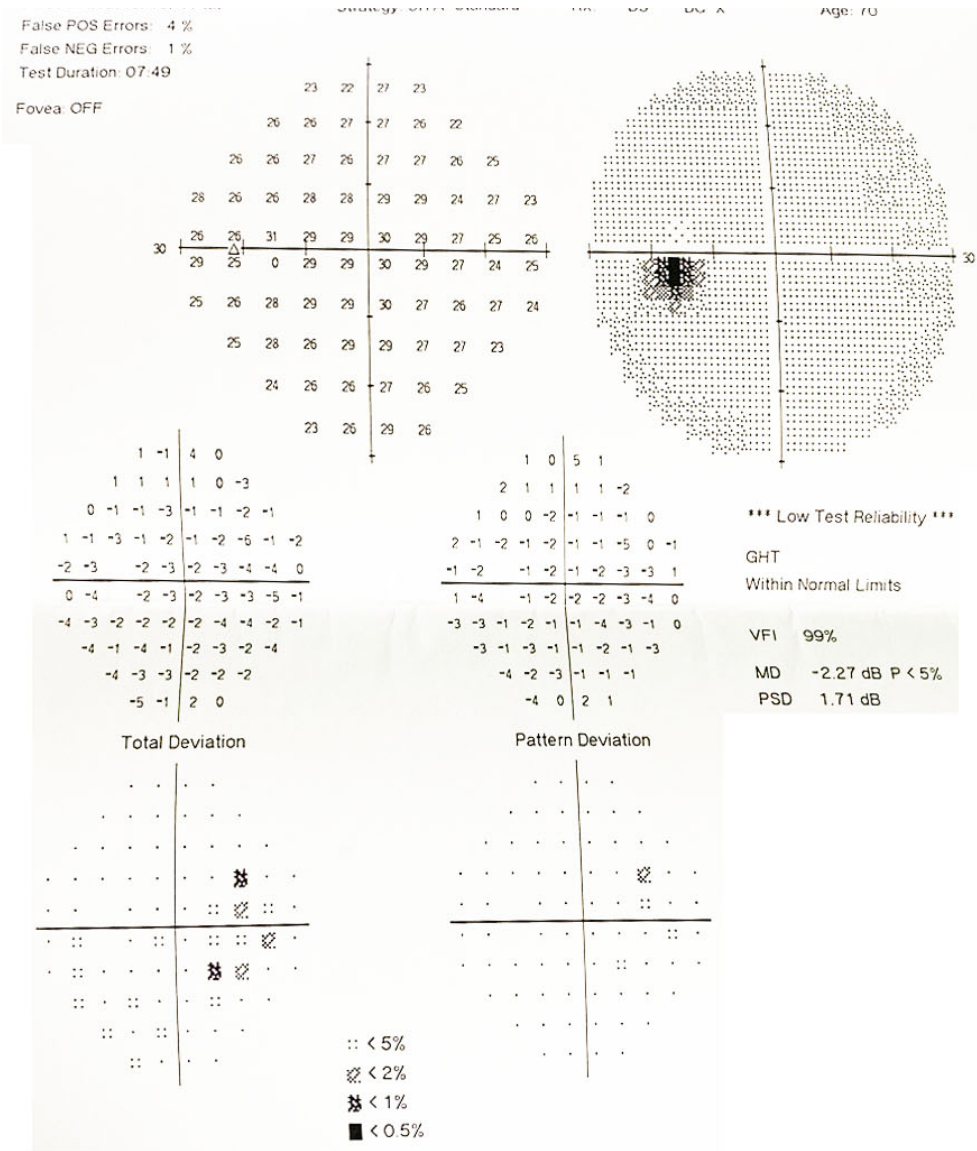 Strategy: SITA-Standard Rx: DS DC X Age: 70
False POS Errors: 4 %
False NEG Errors: 1 %
Test Duration: 07:49
Fovea: OFF
23 22 27 23
26 26 27 27 26 22
26 26 27 26 27 27 26 25
28 26 26 28 28 29 29 24 27 23
26 26 31 29 29 30 29 27 25 26
30
30
29 25 0 29 29 30 29 27 24 25
25 26 28 29 29 30 27 26 27 24
25 28 26 29 29 27 27 23
24 26 26 27 26 25
23 26 29 26
1 -1 4 0
1 1 1 1 0 -3
0 -1 -1 -3 -1 -1 -2 -1
1 -1 -3 -1 -2 -1 -2 -6 -1 -2
-2 -3 -2 -3 -2 -3 -4 -4 0
0 -4 -2 -3 -2 -3 -3 -5 -1
-4 -3 -2 -2 -2 -2 -4 -4 -2 -1
-4 -1 -4 -1 -2 -3 -2 -4
-4 -3 -3 -2 -2 -2
-5 -1 2 0
Total Deviation
1 0 5 1
2 1 1 1 1 -2
1 0 0 -2 -1 -1 -1 0
2 -1 -2 -1 -2 -1 -1 -5 0 -1
-1 -2 -1 -2 -1 -2 -3 -3 1
1 -4 -1 -2 -2 -2 -3 -4 0
-3 -3 -1 -2 -1 -1 -4 -3 -1 0
-3 -1 -3 -1 -1 -2 -1 -3
-4 -2 -3 -1 -1 -1
-4 0 2 1
Pattern Deviation
*** Low Test Reliability ***
GHT
Within Normal Limits
VFI 99%
MD -2.27 dB P < 5%
PSD 1.71 dB
< 5%
< 2%
< 1%
< 0.5%